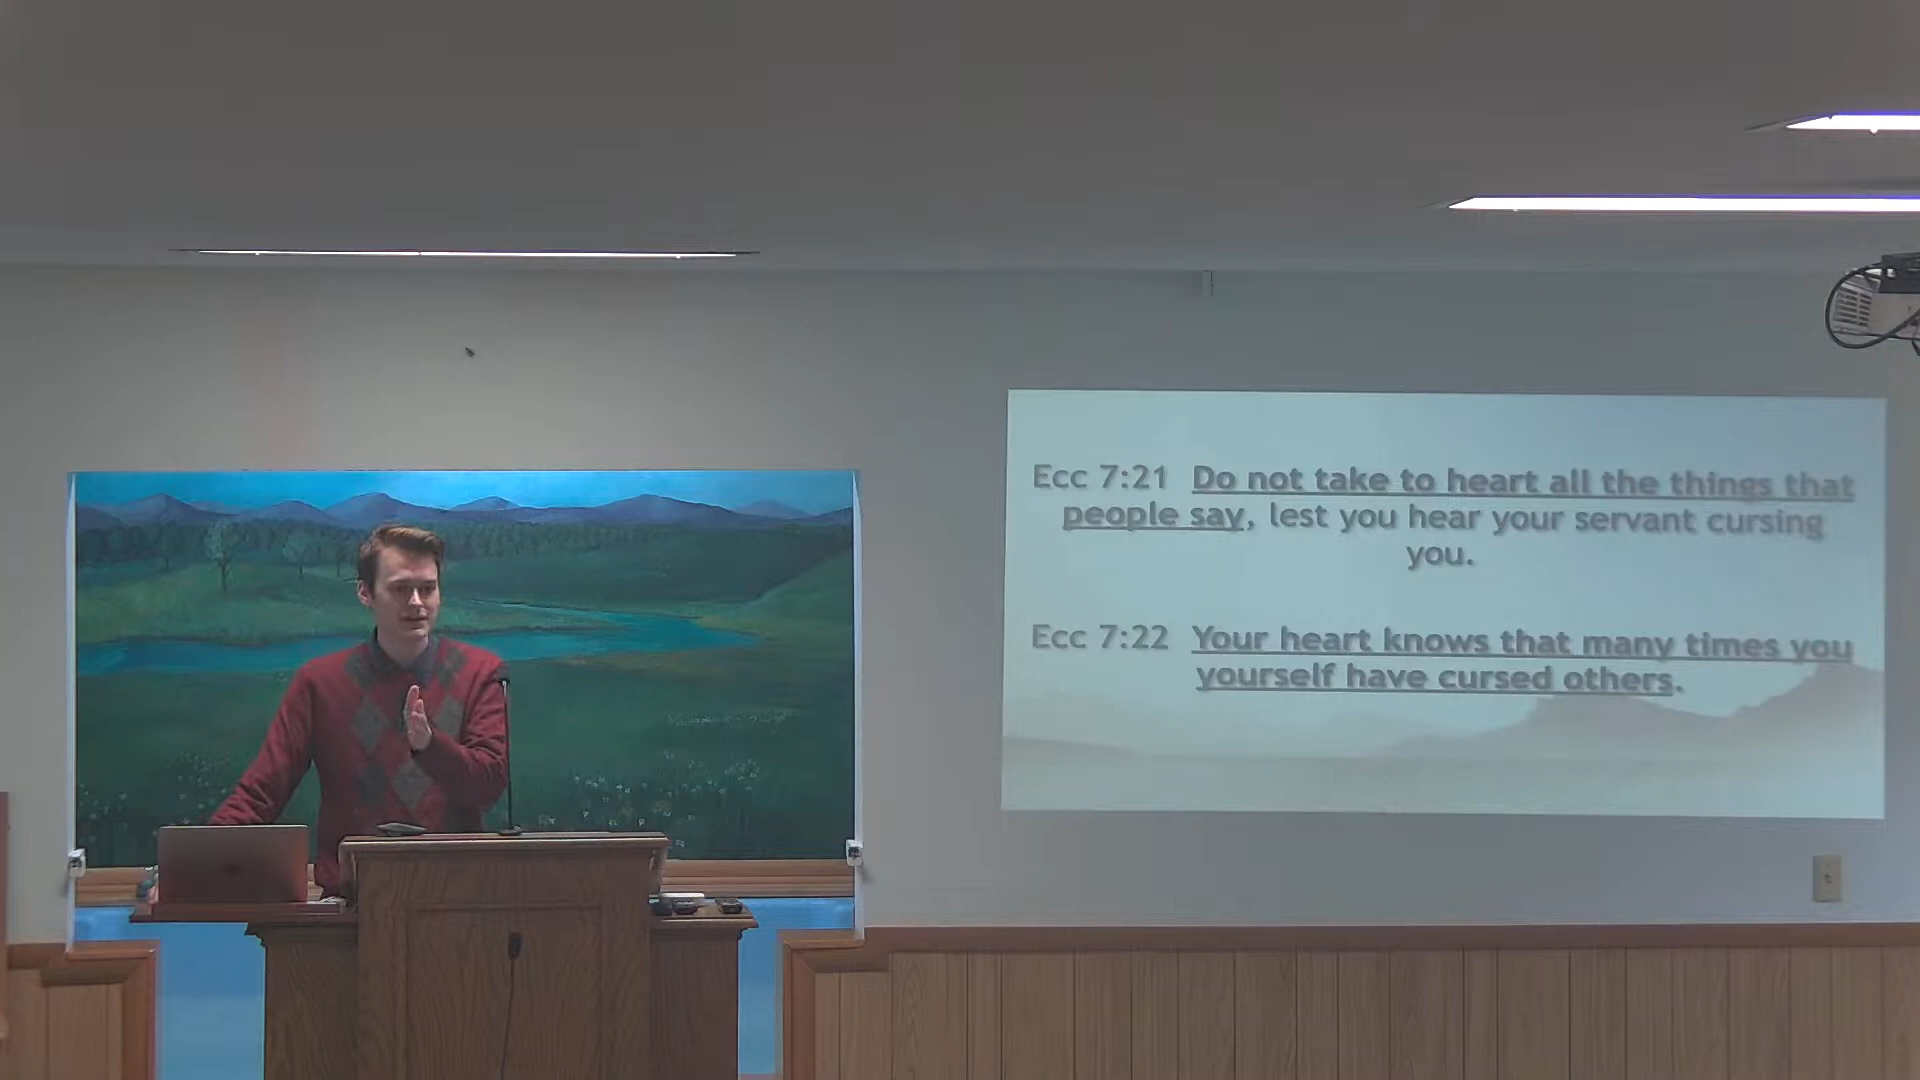 Ecc 7:21 Do not take to heart all the things that
people say, lest you hear your servant cursing
you.
Ecc 7:22 Your heart knows that many times you
yourself have cursed others.